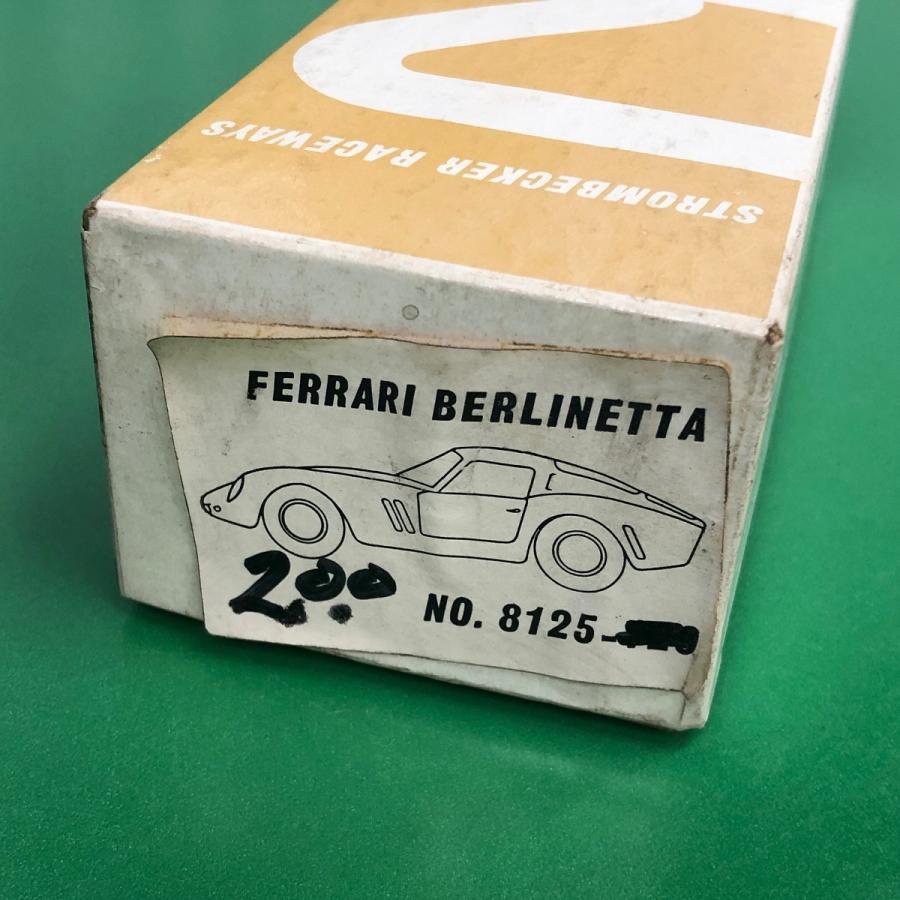 STROMBECKER RACEWAYS
FERRARI BERLINETTA
2.00
NO. 8125-